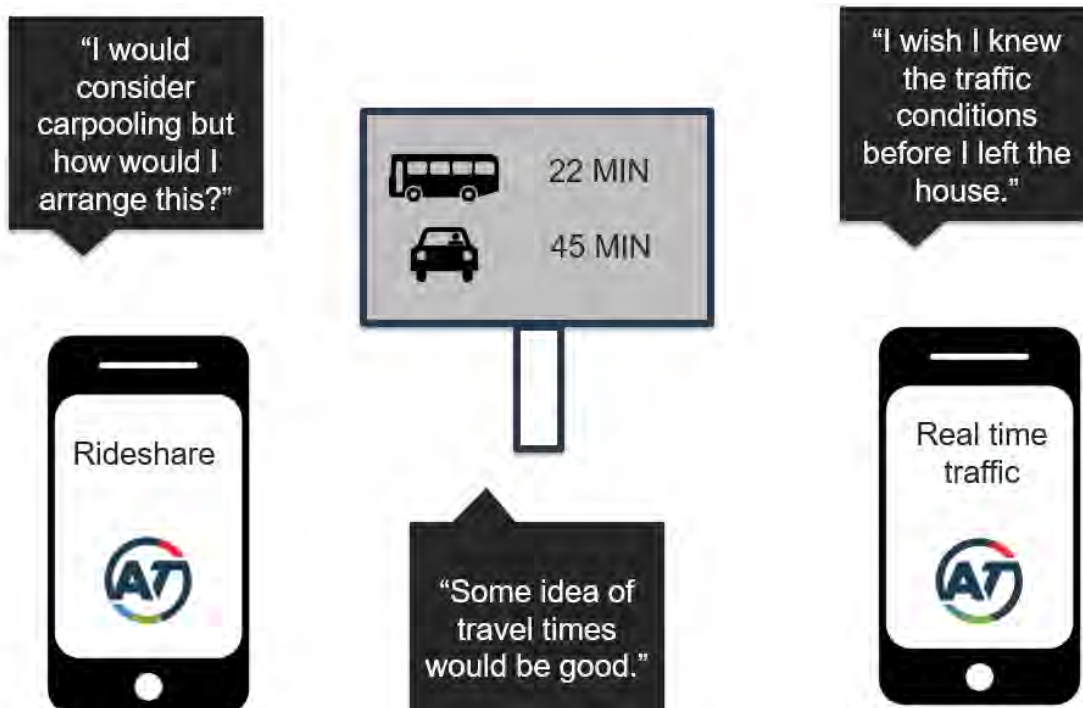 “I would
consider
carpooling but
how would I
arrange this?”
22 MIN
45 MIN
“I wish I knew
the traffic
conditions
before I left the
house.”
Rideshare
AT
“Some idea of
travel times
would be good.”
Real time
traffic
AT